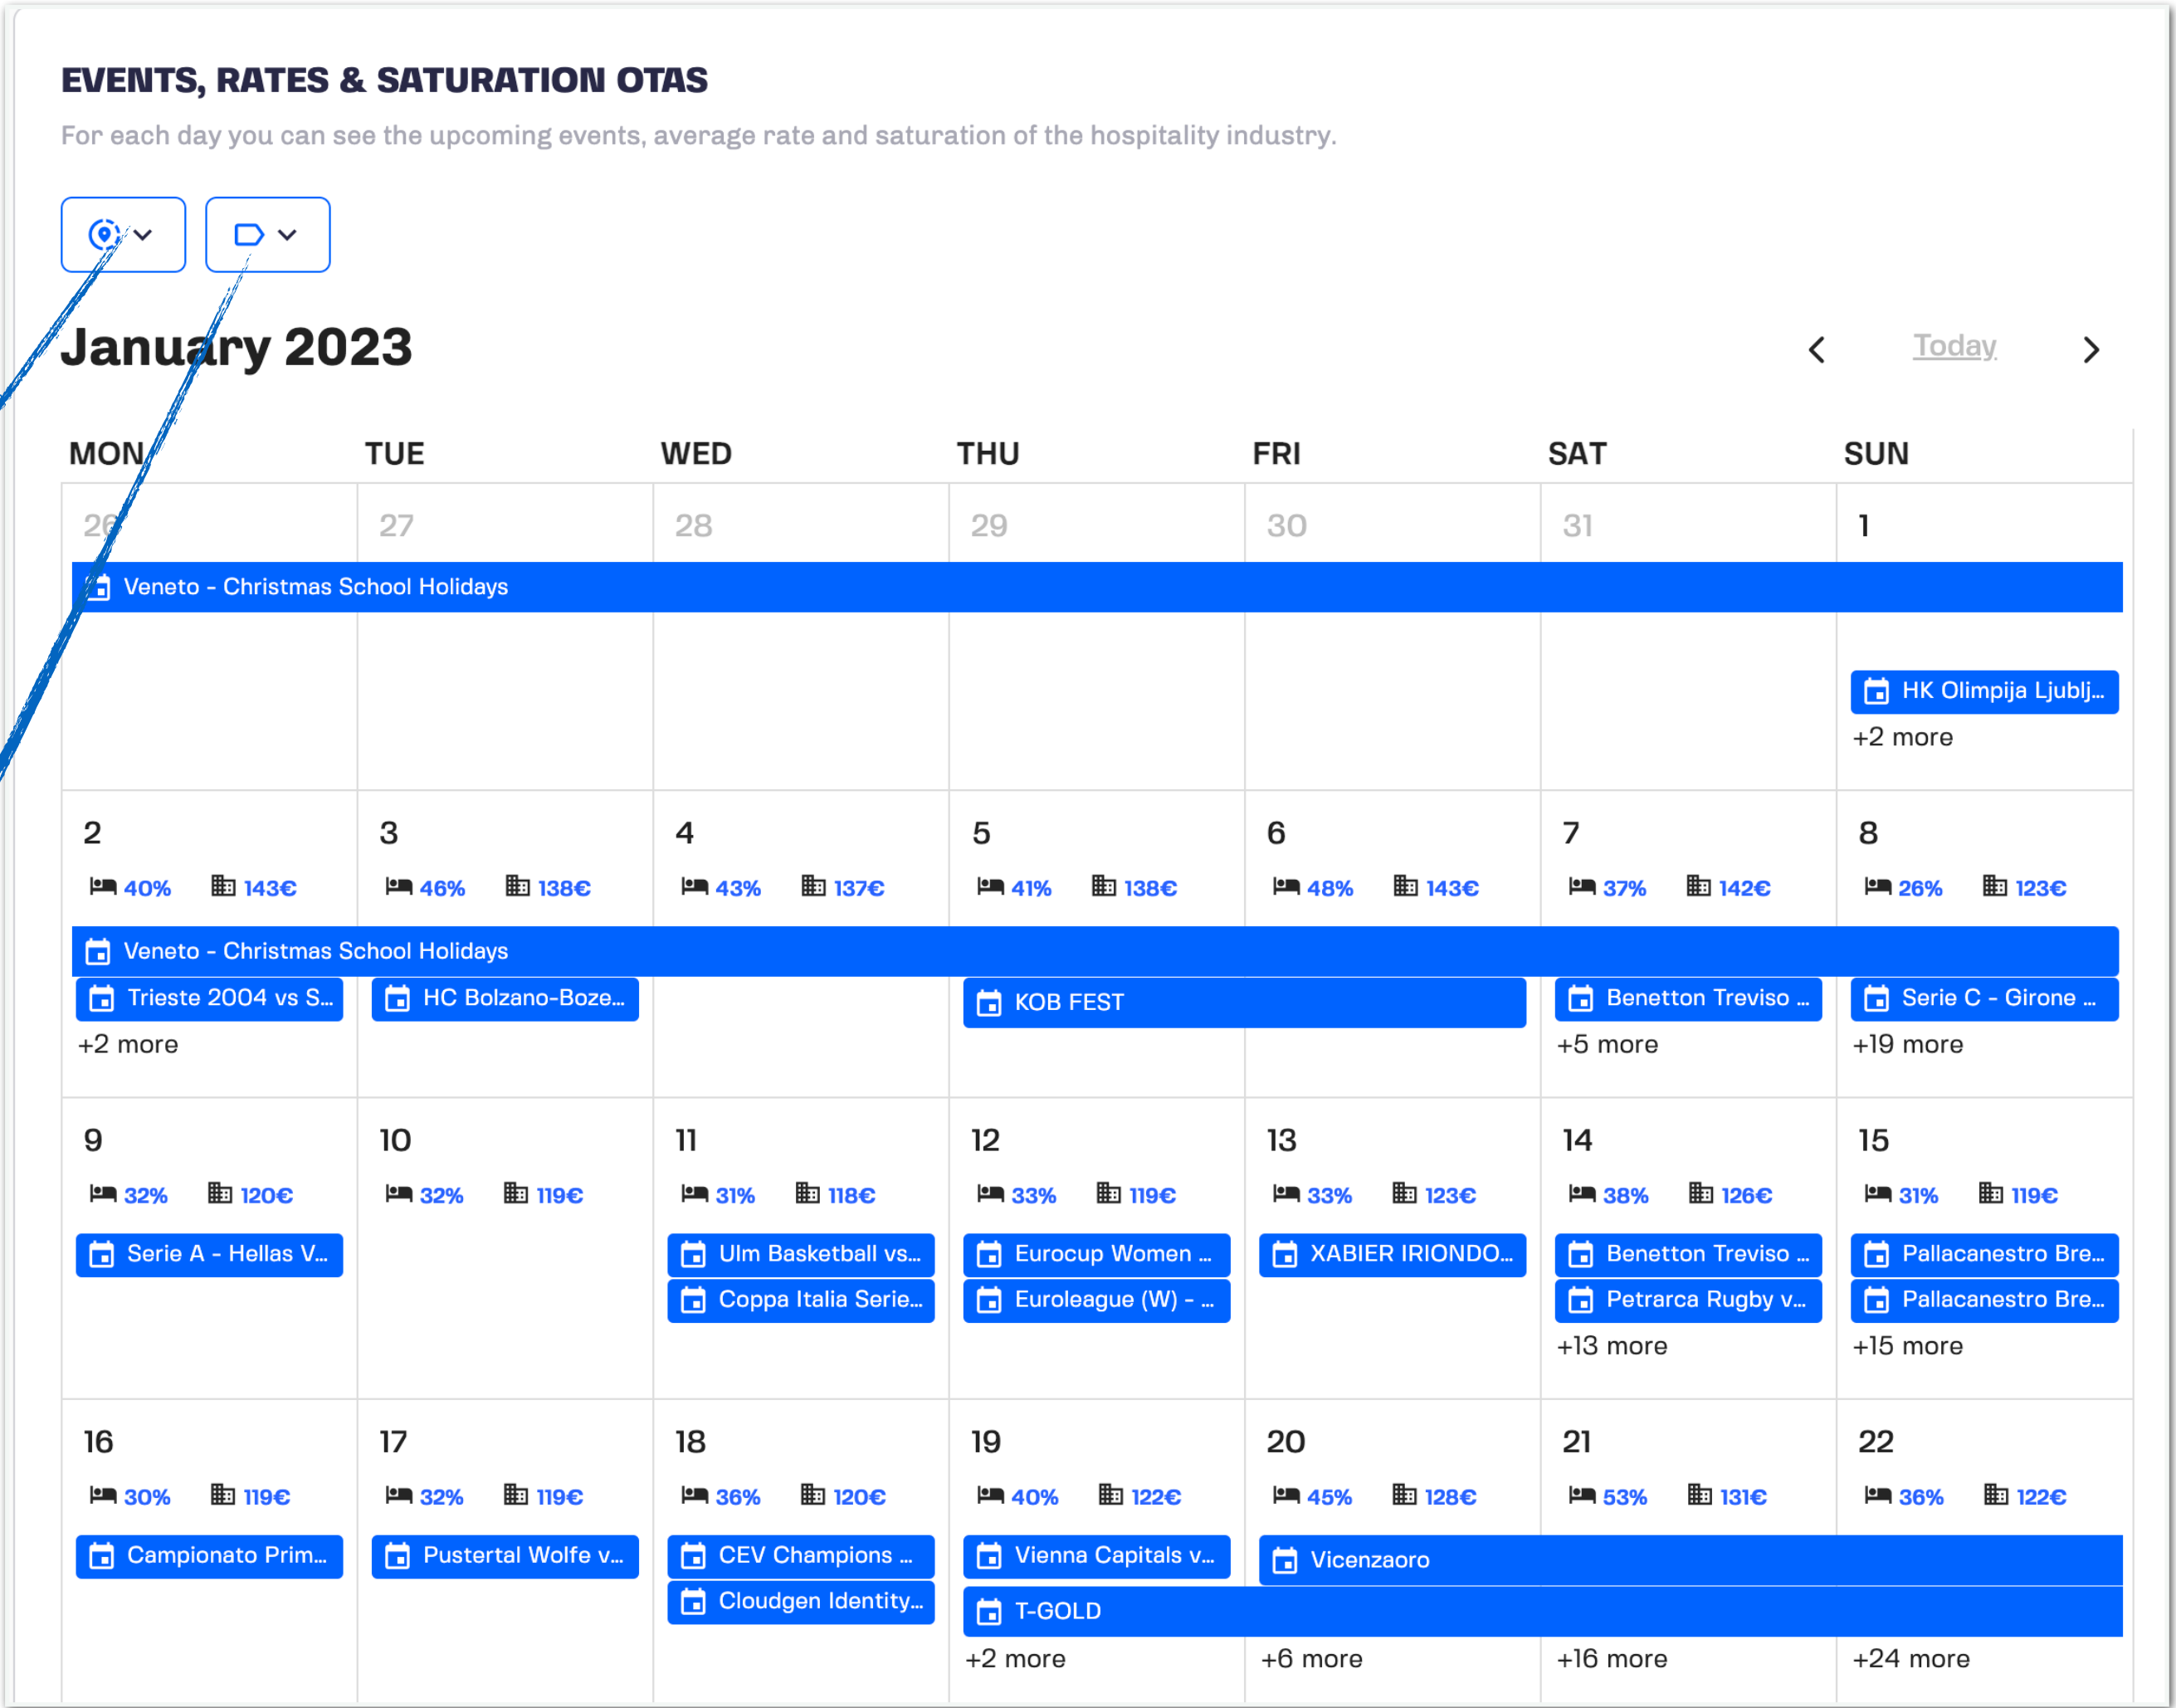 EVENTS, RATES & SATURATION OTAS
For each day you can see the upcoming events, average rate and saturation of the hospitality industry.
January 2023
Today
MON TUE WED THU FRI SAT SUN
26 27 28 29 30 31 1
Veneto - Christmas School Holidays
HK Olimpija Ljublj...
+2 more
2 3 4 5 6 7 8
40% 143€ 46% 138€ 43% 137€ 41% 138€ 48% 143€ 37% 142€ 26% 123€
Veneto - Christmas School Holidays
Trieste 2004 vs S... HC Bolzano-Boze... KOB FEST Benetton Treviso ... Serie C - Girone ...
+2 more +5 more +19 more
9 10 11 12 13 14 15
32% 120€ 32% 119€ 31% 118€ 33% 119€ 33% 123€ 38% 126€ 31% 119€
Serie A - Hellas V... Ulm Basketball vs... Eurocup Women ... XABIER IRIONDO... Benetton Treviso ... Pallacanestro Bre...
Coppa Italia Serie... Euroleague (W) - ... Petrarca Rugby v... Pallacanestro Bre...
+13 more +15 more
16 17 18 19 20 21 22
30% 119€ 32% 119€ 36% 120€ 40% 122€ 45% 128€ 53% 131€ 36% 122€
Campionato Prim... Pustertal Wolfe v... CEV Champions ... Vienna Capitals v... Vicenzaoro
Cloudgen Identity... T-GOLD
+2 more +6 more +16 more +24 more